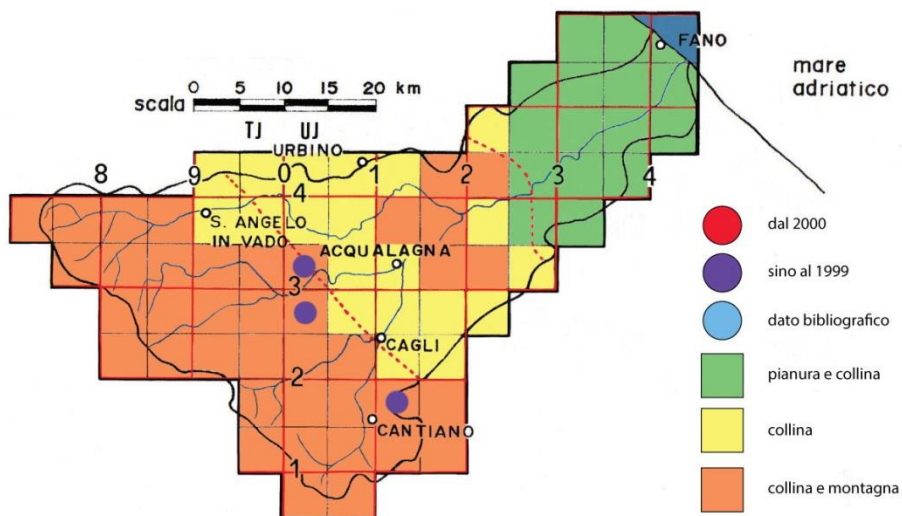 FANO
mare
adriatico
0 5 10 15 20 km
scala
TJ UJ
URBINO
8 9 0 1 2 3 4
4
S. ANGELO
IN VADO
ACQUALAGNA
3
CAGLI
2
CANTIANO
1
dal 2000
sino al 1999
dato bibliografico
pianura e collina
collina
collina e montagna